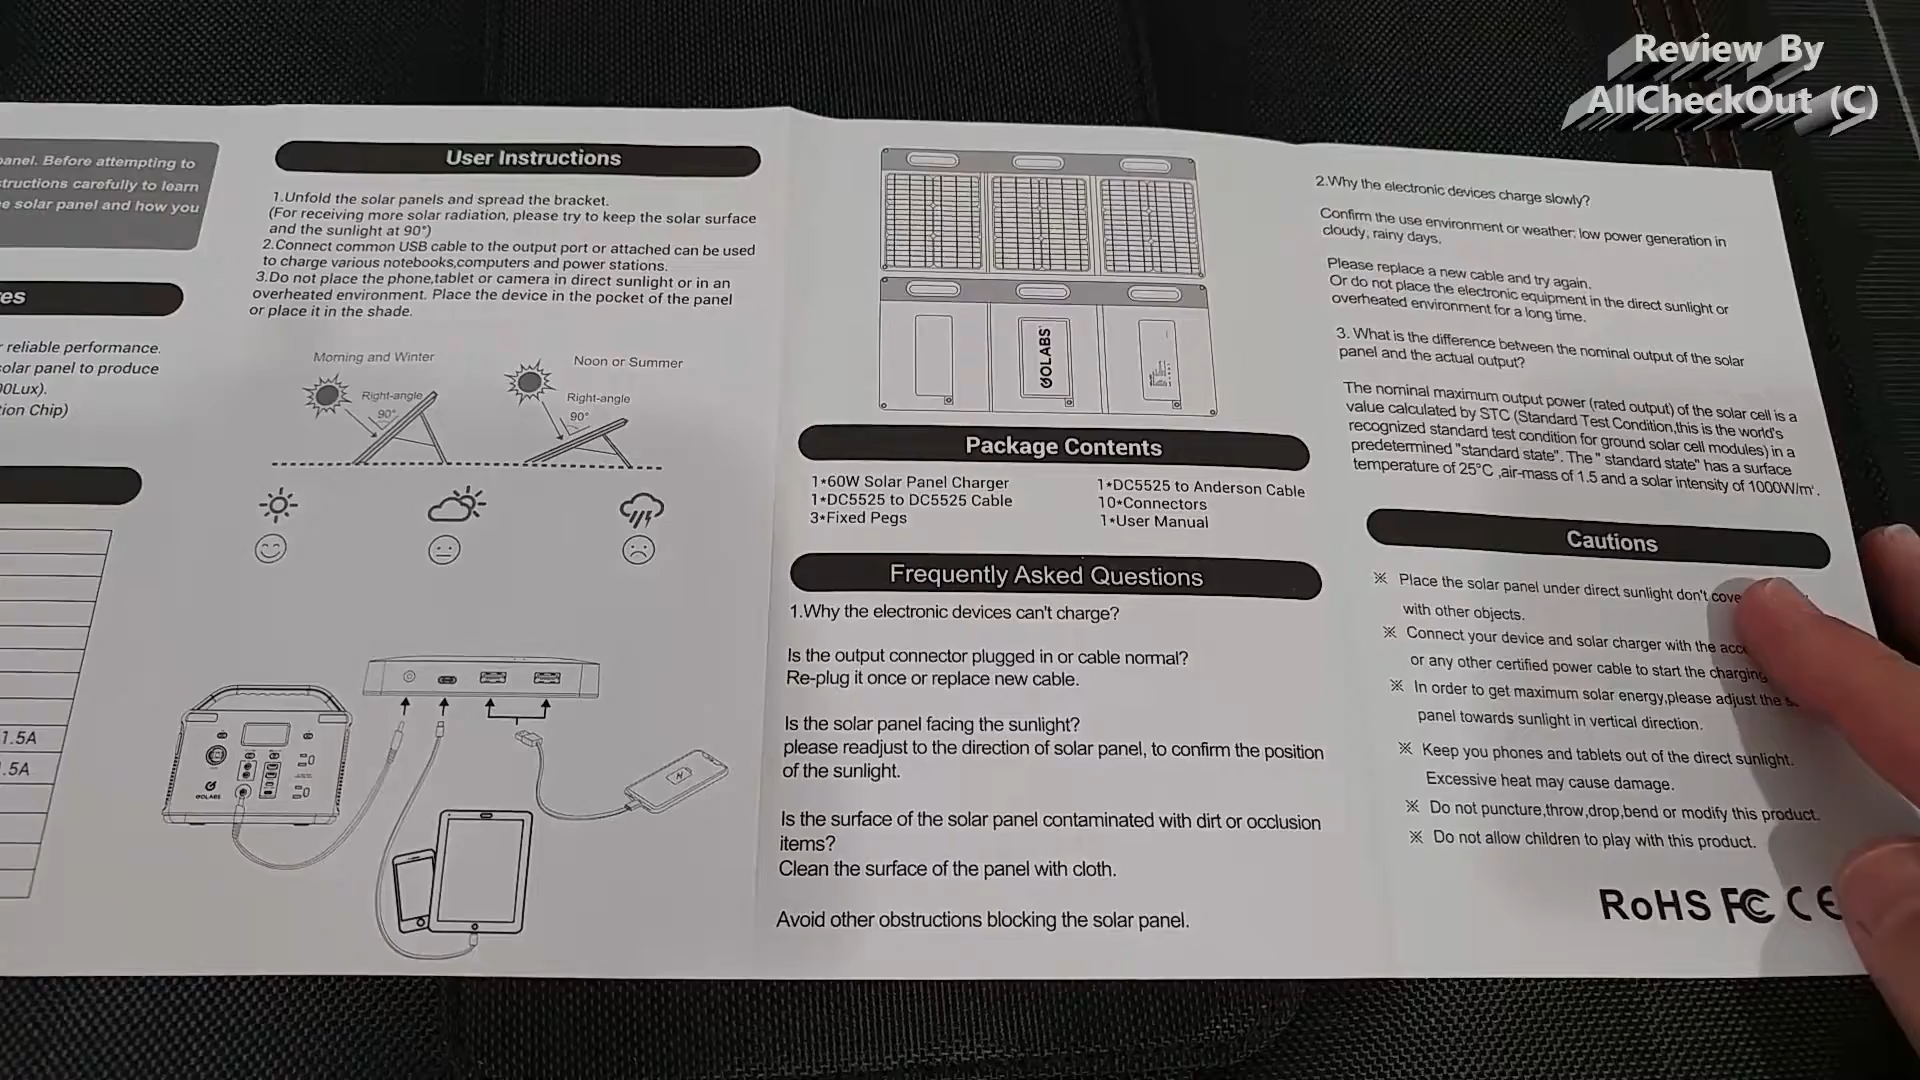 Review By
AllCheckOut (C)
anel. Before attempting to
structions carefully to learn
e solar panel and how you
es
reliable performance.
solar panel to produce
00Lux).
tion Chip)
1.5A
.5A
User Instructions
1.Unfold the solar panels and spread the bracket.
(For receiving more solar radiation, please try to keep the solar surface
and the sunlight at 90°)
2.Connect common USB cable to the output port or attached can be used
to charge various notebooks,computers and power stations.
3.Do not place the phone,tablet or camera in direct sunlight or in an
overheated environment. Place the device in the pocket of the panel
or place it in the shade.
Morning and Winter
Noon or Summer
Right-angle
90°
Right-angle
90°
GOLABS
GOLABS
Package Contents
1*60W Solar Panel Charger
1*DC5525 to DC5525 Cable
3*Fixed Pegs
1*DC5525 to Anderson Cable
10*Connectors
1*User Manual
Frequently Asked Questions
1.Why the electronic devices can't charge?
Is the output connector plugged in or cable normal?
Re-plug it once or replace new cable.
Is the solar panel facing the sunlight?
please readjust to the direction of solar panel, to confirm the position
of the sunlight.
Is the surface of the solar panel contaminated with dirt or occlusion
items?
Clean the surface of the panel with cloth.
Avoid other obstructions blocking the solar panel.
2.Why the electronic devices charge slowly?
Confirm the use environment or weather; low power generation in
cloudy, rainy days.
Please replace a new cable and try again.
Or do not place the electronic equipment in the direct sunlight or
overheated environment for a long time.
3. What is the difference between the nominal output of the solar
panel and the actual output?
The nominal maximum output power (rated output) of the solar cell is a
value calculated by STC (Standard Test Condition,this is the world's
recognized standard test condition for ground solar cell modules) in a
predetermined "standard state". The " standard state" has a surface
temperature of 25°C ,air-mass of 1.5 and a solar intensity of 1000W/m².
Cautions
※ Place the solar panel under direct sunlight don't cove
with other objects.
※ Connect your device and solar charger with the acc
or any other certified power cable to start the charging
※ In order to get maximum solar energy,please adjust the s
panel towards sunlight in vertical direction.
※ Keep you phones and tablets out of the direct sunlight.
Excessive heat may cause damage.
※ Do not puncture,throw,drop,bend or modify this product.
※ Do not allow children to play with this product.
RoHS FC CE